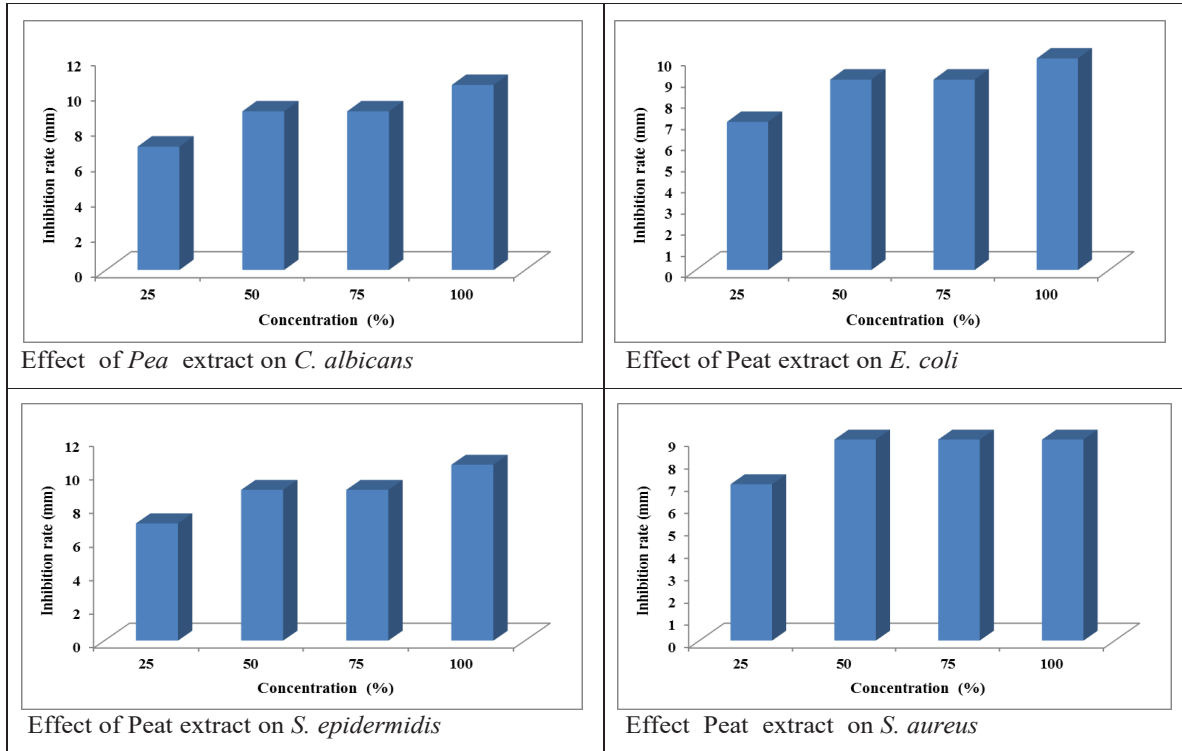 12
10
8
6
4
2
0
Inhibition rate (mm)
25 50 75 100
Concentration (%)
Effect of Pea extract on C. albicans
10
9
8
7
6
5
4
3
2
1
0
Inhibition rate (mm)
25 50 75 100
Concentration (%)
Effect of Peat extract on E. coli
12
10
8
6
4
2
0
Inhibition rate (mm)
25 50 75 100
Concentration (%)
Effect of Peat extract on S. epidermidis
9
8
7
6
5
4
3
2
1
0
Inhibition rate (mm)
25 50 75 100
Concentration (%)
Effect Peat extract on S. aureus